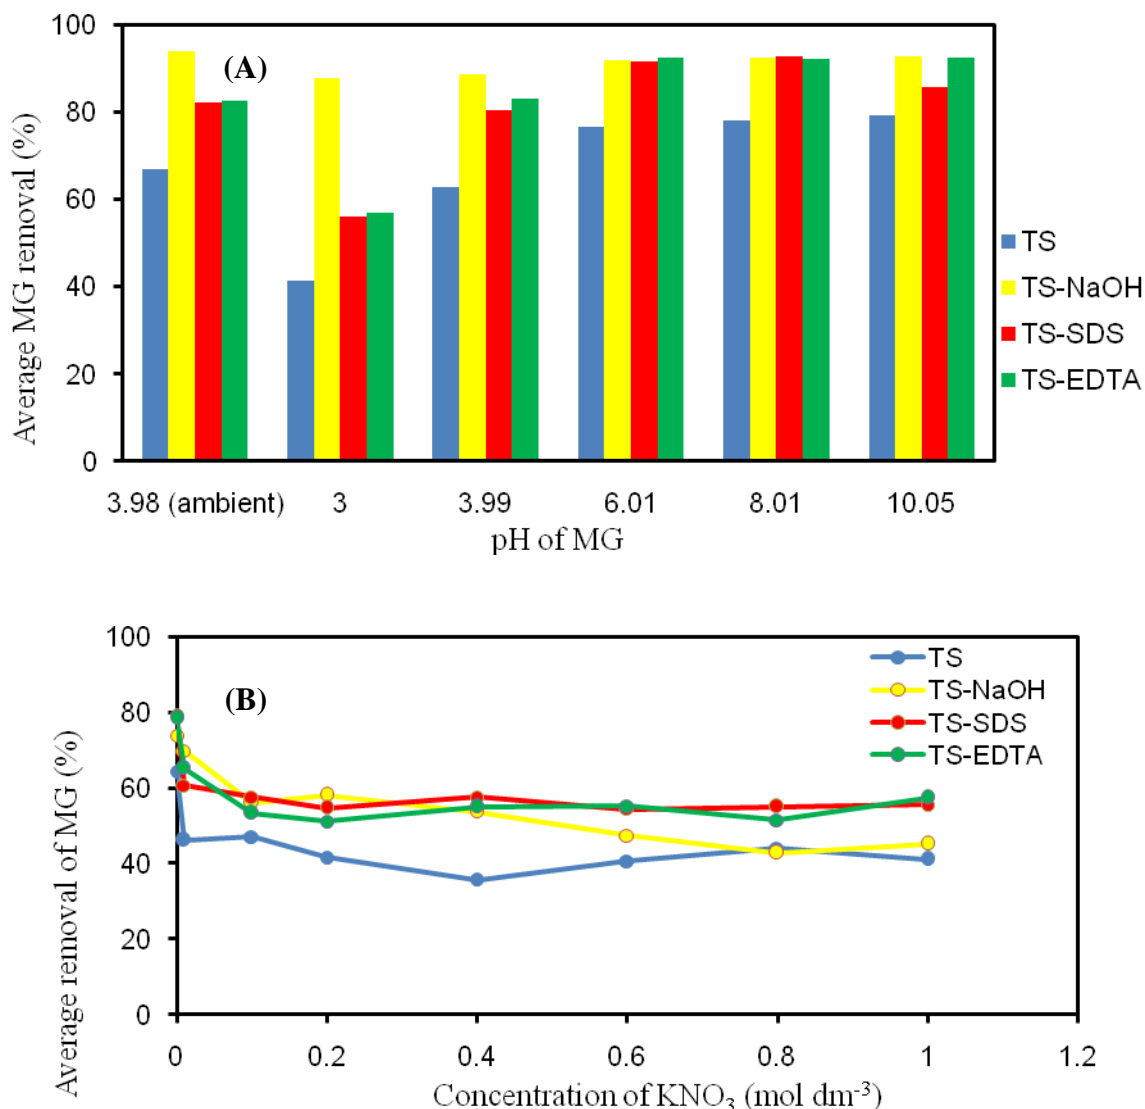 100
80
60
40
20
0
Average MG removal (%)
(A)
3.98 (ambient) 3 3.99 6.01 8.01 10.05
pH of MG
TS
TS-NaOH
TS-SDS
TS-EDTA
100
80
60
40
20
0
Average removal of MG (%)
(B)
TS
TS-NaOH
TS-SDS
TS-EDTA
0 0.2 0.4 0.6 0.8 1 1.2
Concentration of KNO₃ (mol dm⁻³)